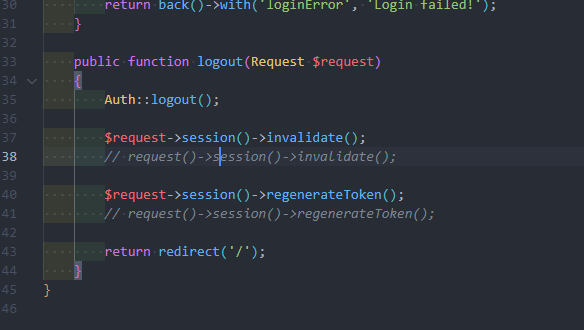 30 return back()->with('loginError', 'Login failed!');
31 }
32
33 public function logout(Request $request)
34 {
35 Auth::logout();
36
37 $request->session()->invalidate();
38 // request()->session()->invalidate();
39
40 $request->session()->regenerateToken();
41 // request()->session()->regenerateToken();
42
43 return redirect('/');
44 }
45 }
46